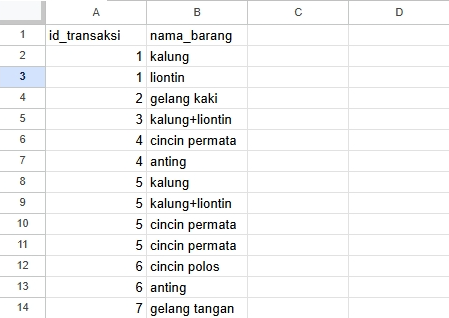 A B C D
1 id_transaksi nama_barang
2 1 kalung
3 1 liontin
4 2 gelang kaki
5 3 kalung+liontin
6 4 cincin permata
7 4 anting
8 5 kalung
9 5 kalung+liontin
10 5 cincin permata
11 5 cincin permata
12 6 cincin polos
13 6 anting
14 7 gelang tangan